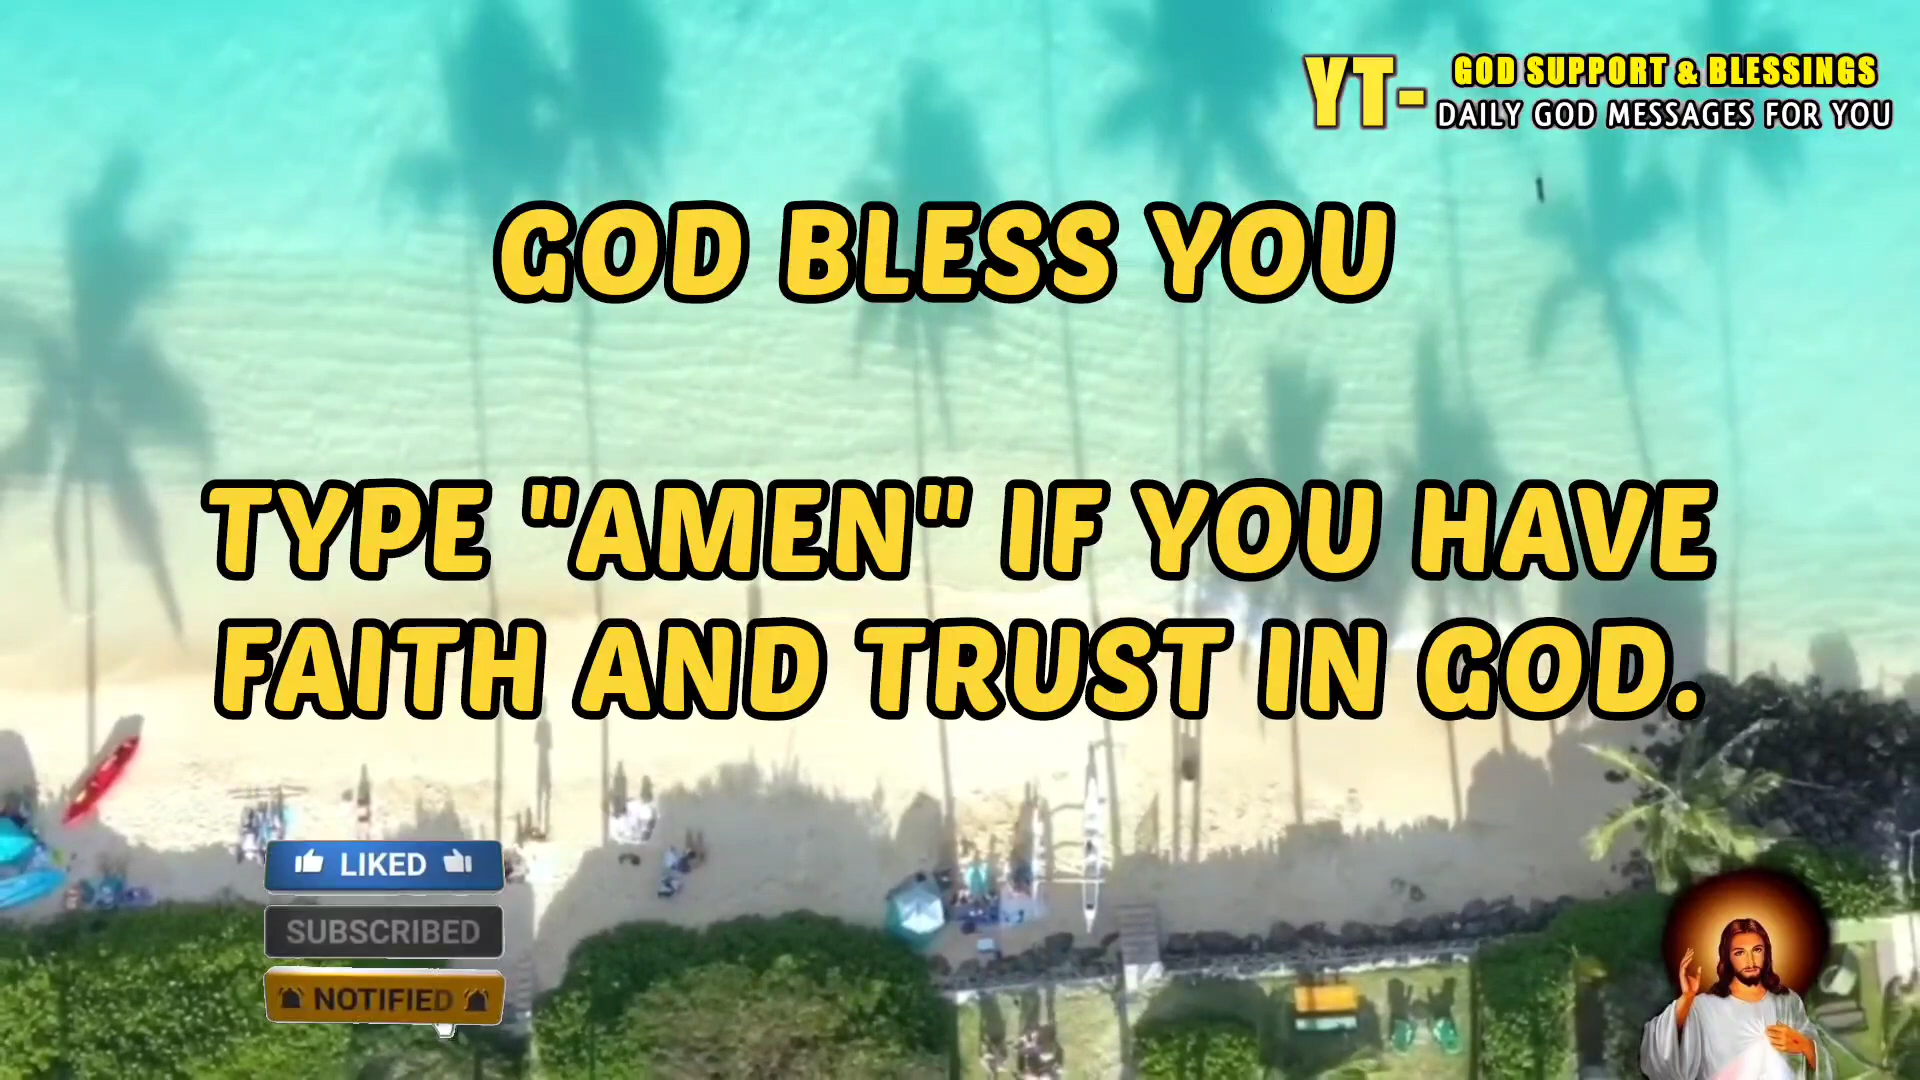 YT-
GOD SUPPORT & BLESSINGS
DAILY GOD MESSAGES FOR YOU
GOD BLESS YOU
TYPE "AMEN" IF YOU HAVE
FAITH AND TRUST IN GOD.
LIKED
SUBSCRIBED
NOTIFIED